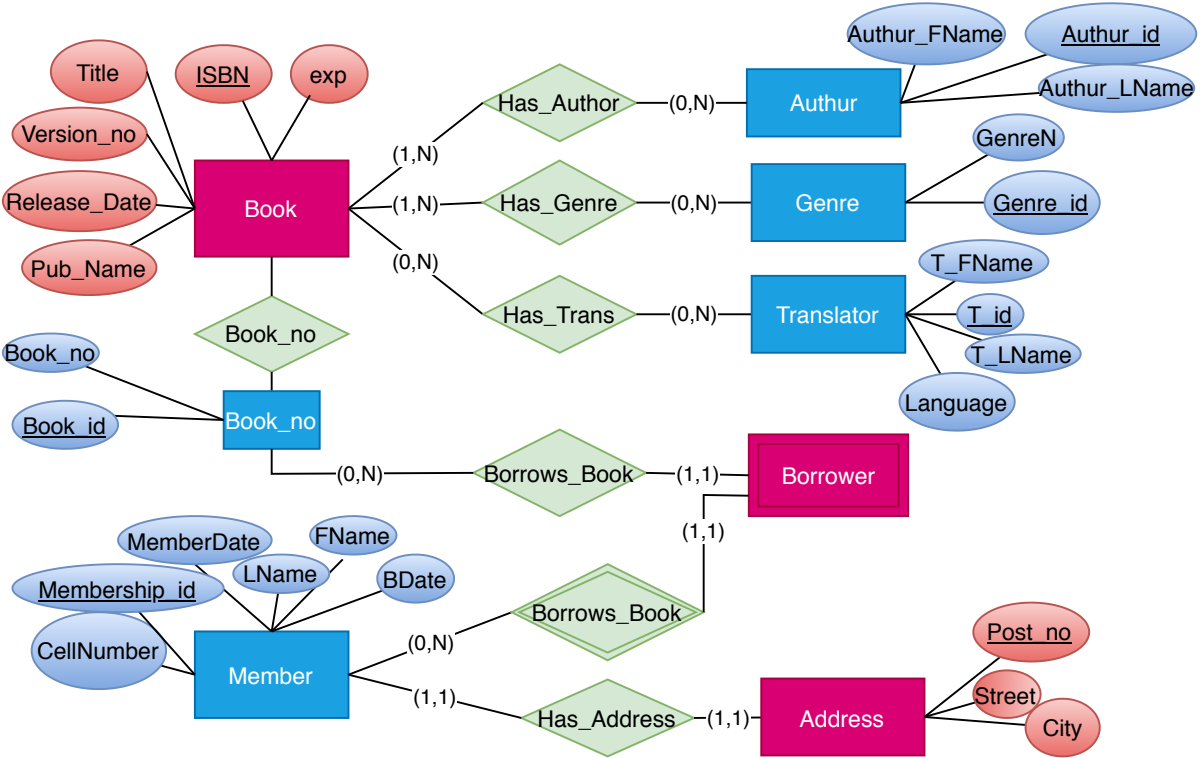 Authur_FName
Authur_id
Title
ISBN
exp
Authur_LName
Has_Author
(0,N)
Authur
Version_no
GenreN
(1,N)
Release_Date
Book
(1,N)
Has_Genre
(0,N)
Genre
Genre_id
Pub_Name
(0,N)
T_FName
Has_Trans
(0,N)
Translator
T_id
Book_no
T_LName
Book_no
Language
Book_id
Book_no
(0,N)
Borrows_Book
(1,1)
Borrower
(1,1)
MemberDate
FName
LName
BDate
Membership_id
Borrows_Book
CellNumber
(0,N)
Member
(1,1)
Has_Address
(1,1)
Address
Post_no
Street
City